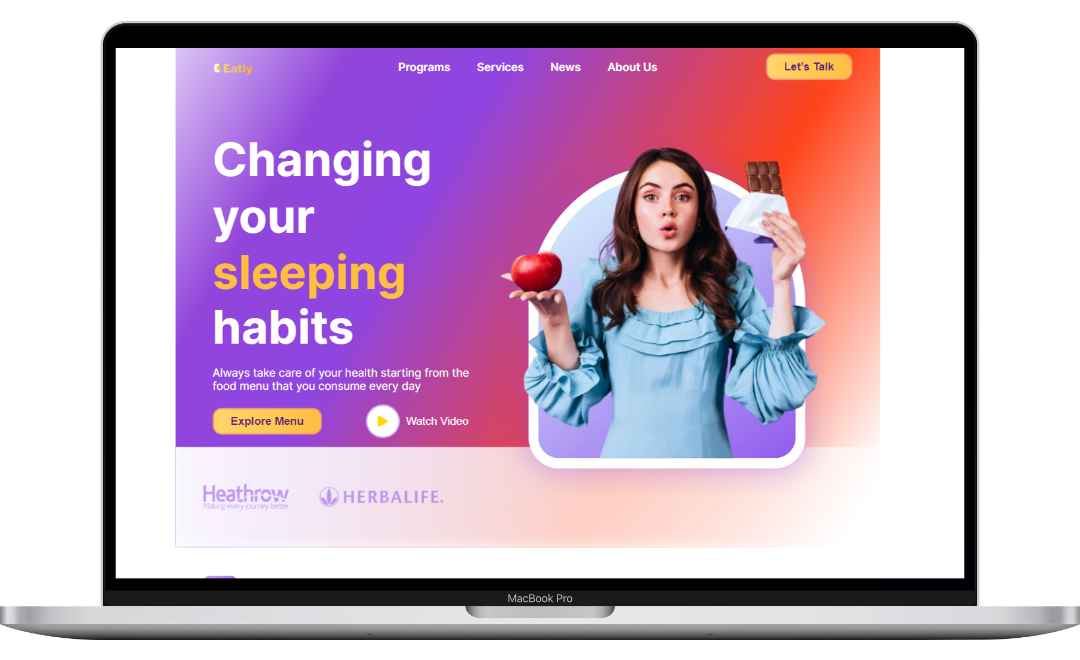 Eatly
Programs Services News About Us
Let's Talk
Changing
your
sleeping
habits
Always take care of your health starting from the
food menu that you consume every day
Explore Menu
Watch Video
Heathrow
Making every journey better
HERBALIFE.
MacBook Pro